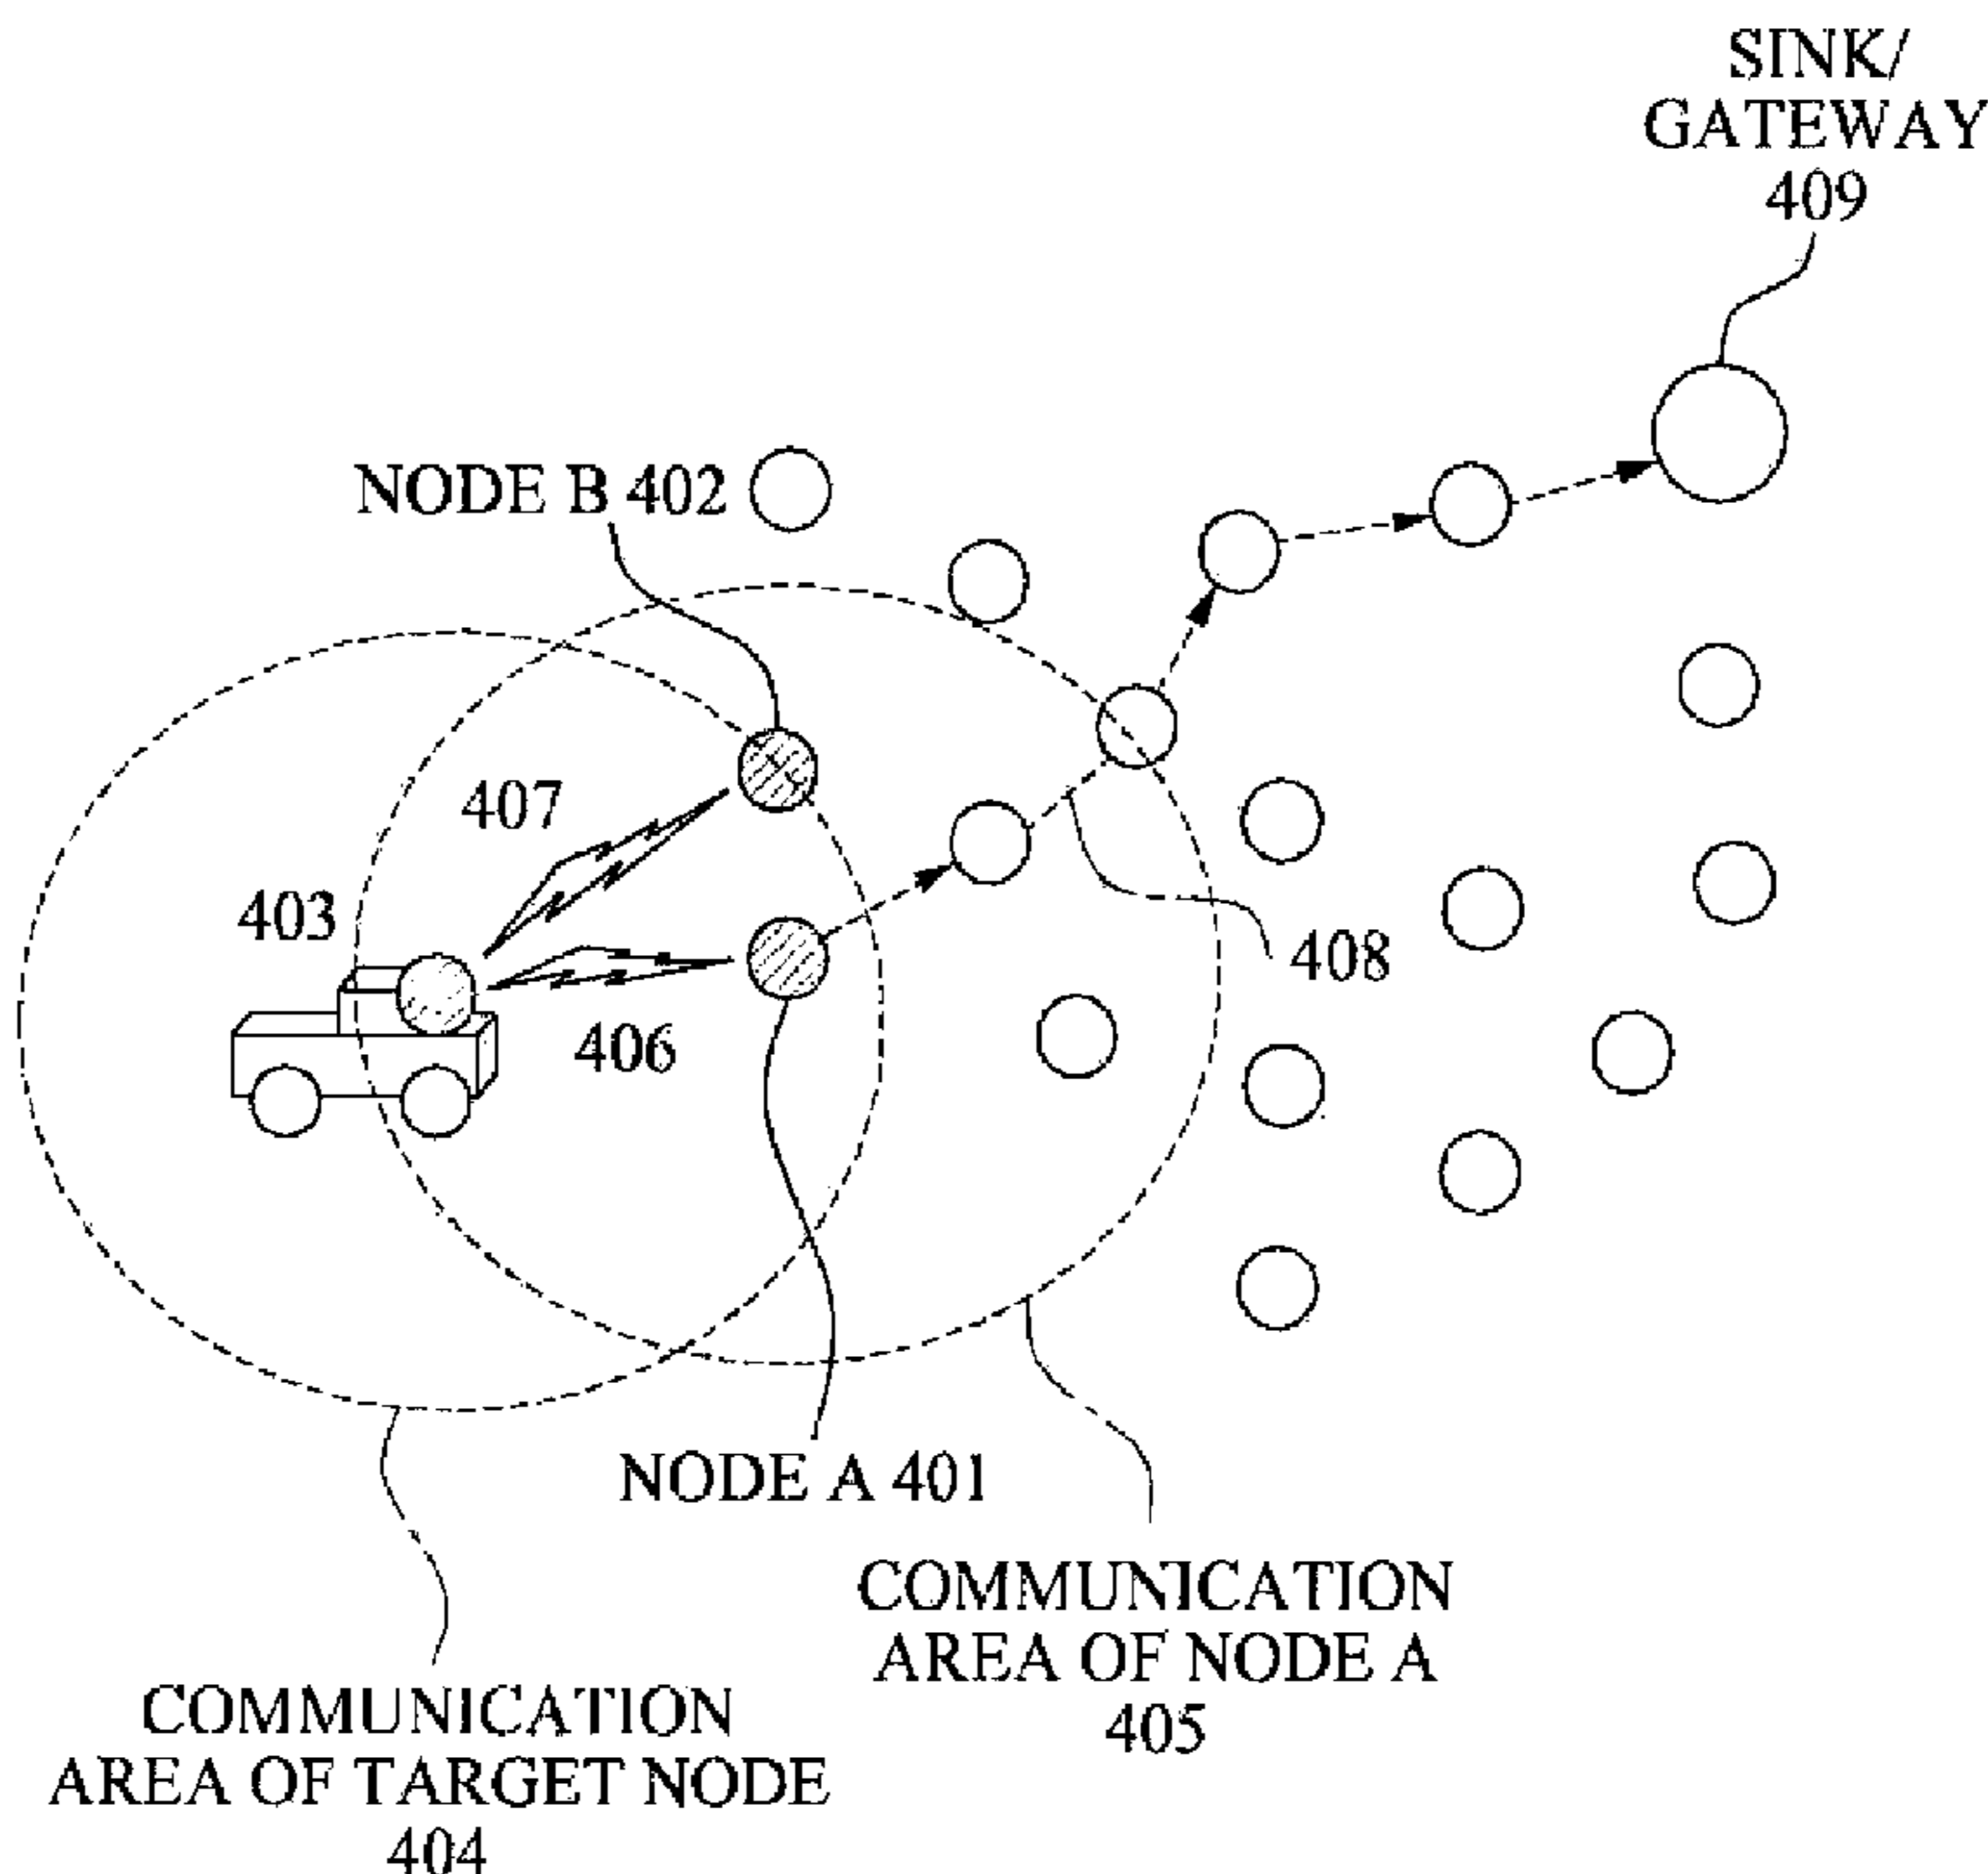 SINK/
GATEWAY
409
NODE B 402
407
403
408
406
NODE A 401
COMMUNICATION
AREA OF NODE A
405
COMMUNICATION
AREA OF TARGET NODE
404